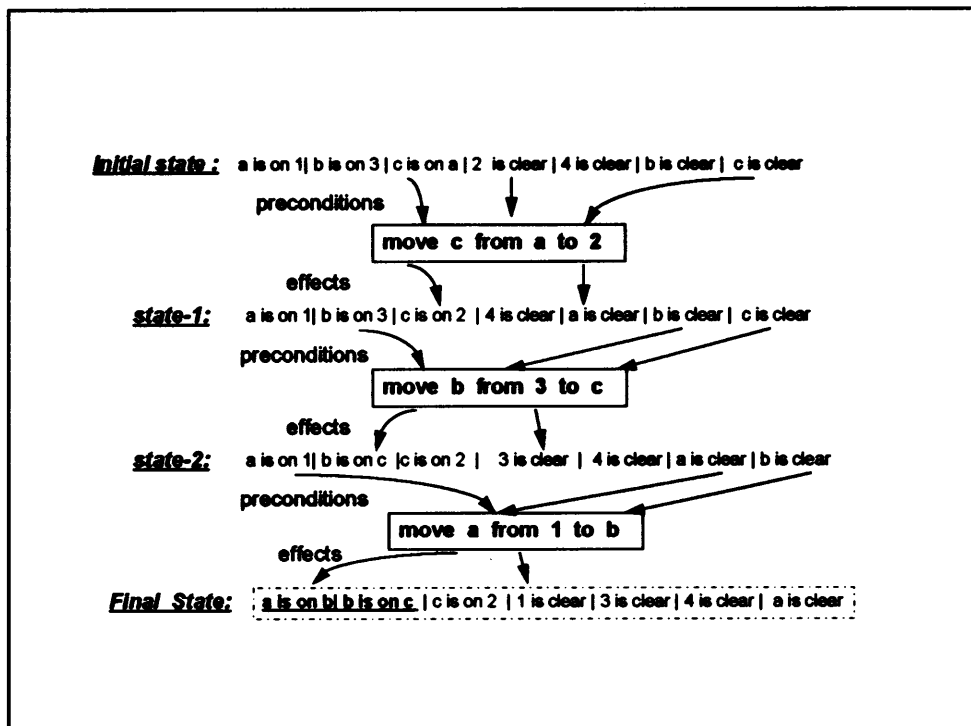 Initial state : a is on 1| b is on 3 | c is on a | 2 is clear | 4 is clear | b is clear | c is clear
preconditions
move c from a to 2
effects
state-1: a is on 1| b is on 3 |c is on 2 | 4 is clear | a is clear | b is clear | c is clear
preconditions
move b from 3 to c
effects
state-2: a is on 1| b is on c |c is on 2 | 3 is clear | 4 is clear | a is clear | b is clear
preconditions
move a from 1 to b
effects
Final State: a is on b| b is on c | c is on 2 | 1 is clear | 3 is clear | 4 is clear | a is clear